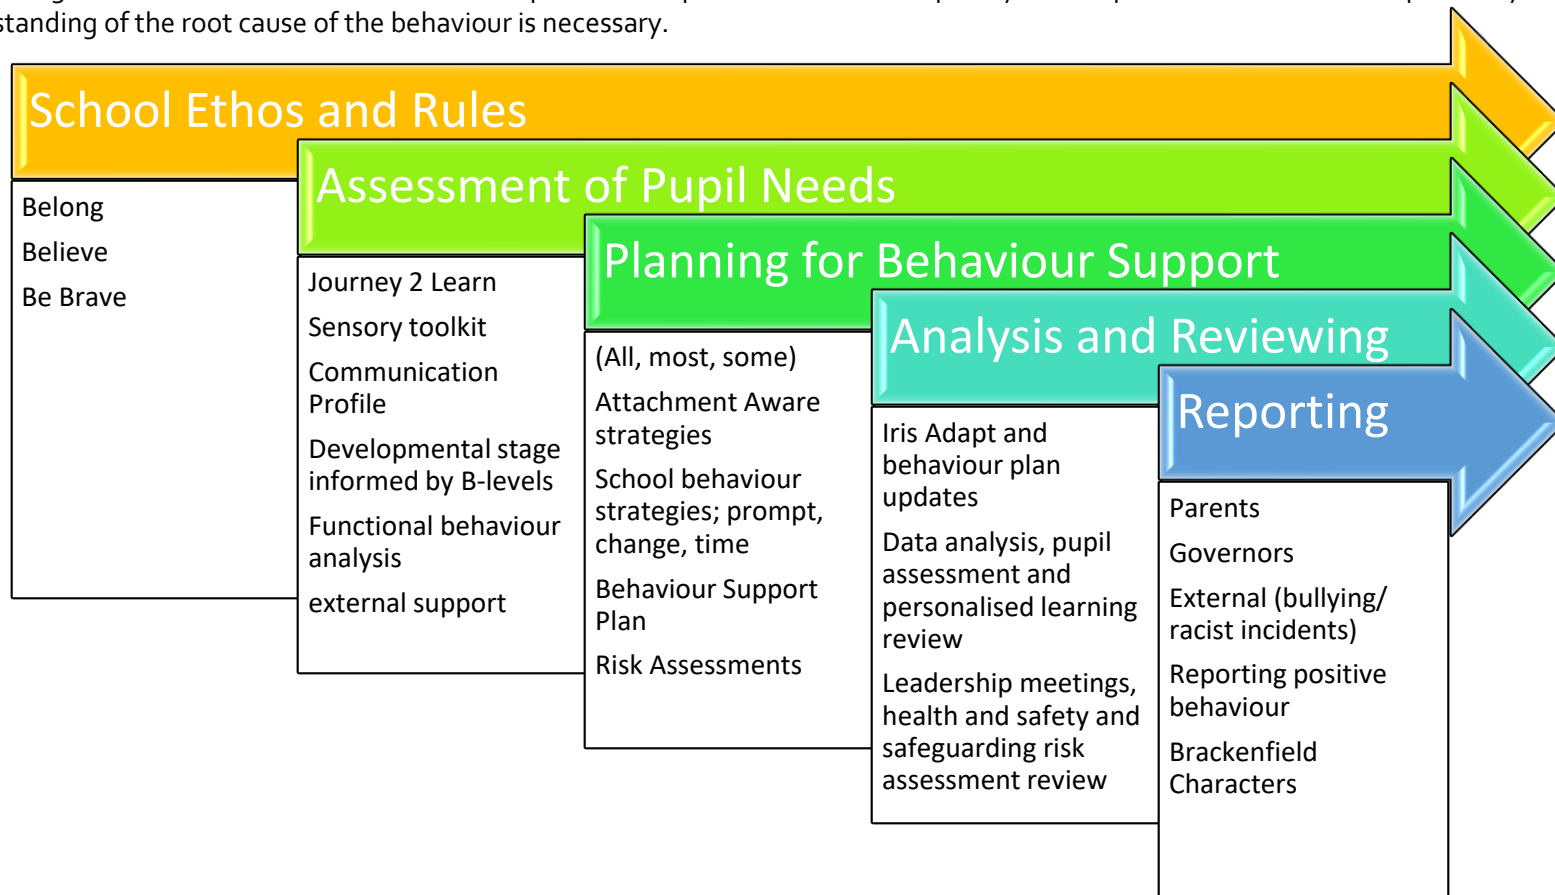 standing of the root cause of the behaviour is necessary.
School Ethos and Rules
Belong
Believe
Be Brave
Assessment of Pupil Needs
Journey 2 Learn
Sensory toolkit
Communication
Profile
Developmental stage
informed by B-levels
Functional behaviour
analysis
external support
Planning for Behaviour Support
(All, most, some)
Attachment Aware
strategies
School behaviour
strategies; prompt,
change, time
Behaviour Support
Plan
Risk Assessments
Analysis and Reviewing
Iris Adapt and
behaviour plan
updates
Data analysis, pupil
assessment and
personalised learning
review
Leadership meetings,
health and safety and
safeguarding risk
assessment review
Reporting
Parents
Governors
External (bullying/
racist incidents)
Reporting positive
behaviour
Brackenfield
Characters